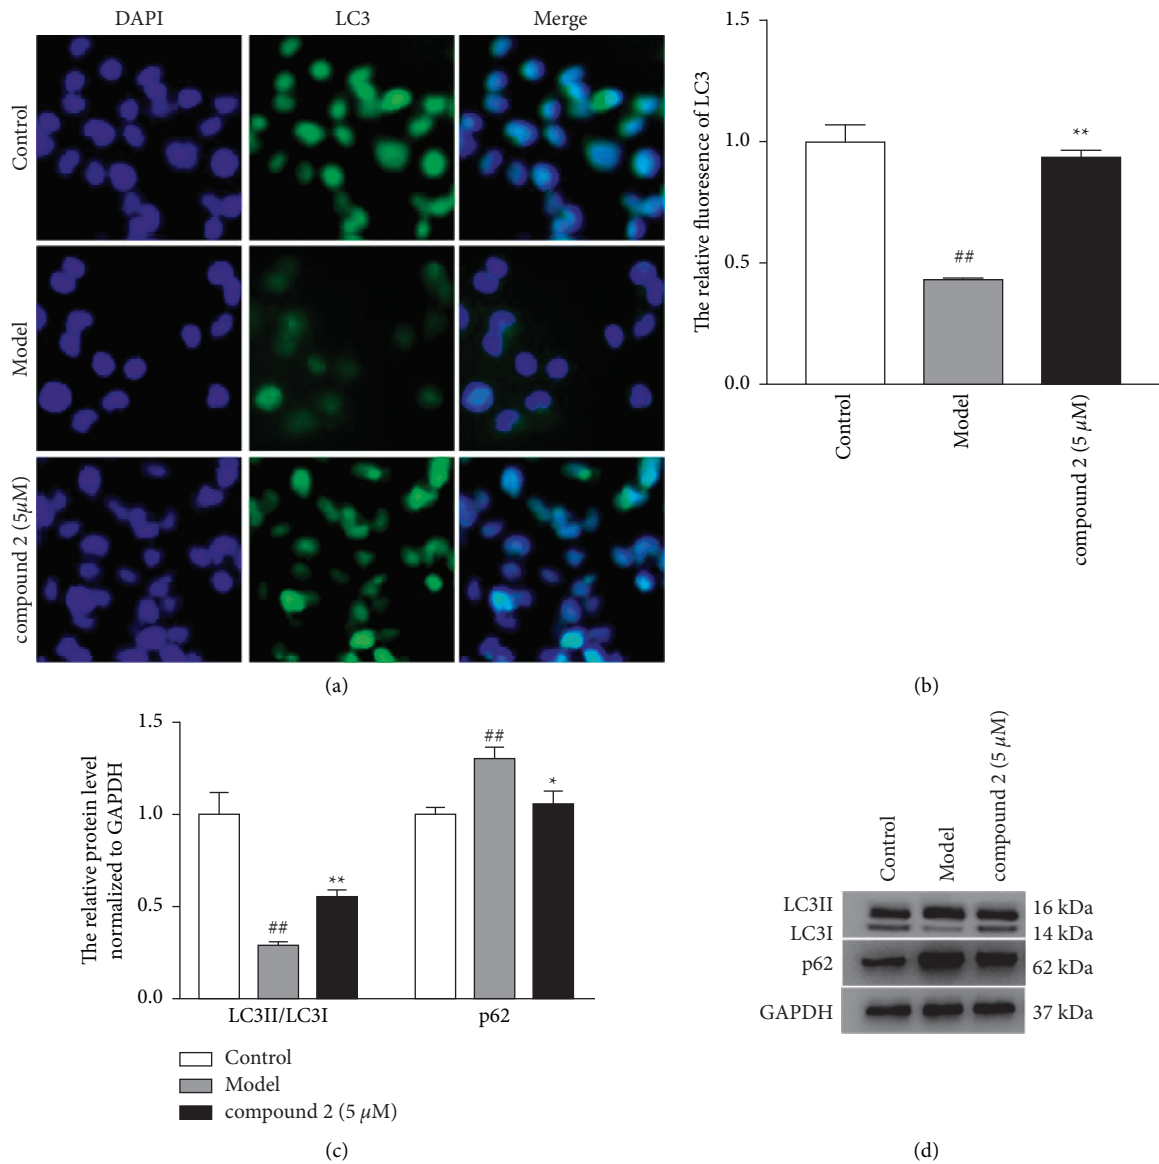 DAPI LC3 Merge
Control
Model
compound 2 (5μM)
(a)
The relative fluoresence of LC3
1.5
1.0
0.5
0.0
##
**
Control
Model
compound 2 (5 μM)
(b)
The relative protein level
normalized to GAPDH
1.5
1.0
0.5
0.0
##
**
##
*
LC3II/LC3I p62
Control
Model
compound 2 (5 μM)
(c)
Control
Model
compound 2 (5 μM)
LC3II 16 kDa
LC3I 14 kDa
p62 62 kDa
GAPDH 37 kDa
(d)